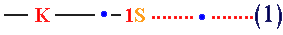 — K —— • – 1S ........ • .......(1)